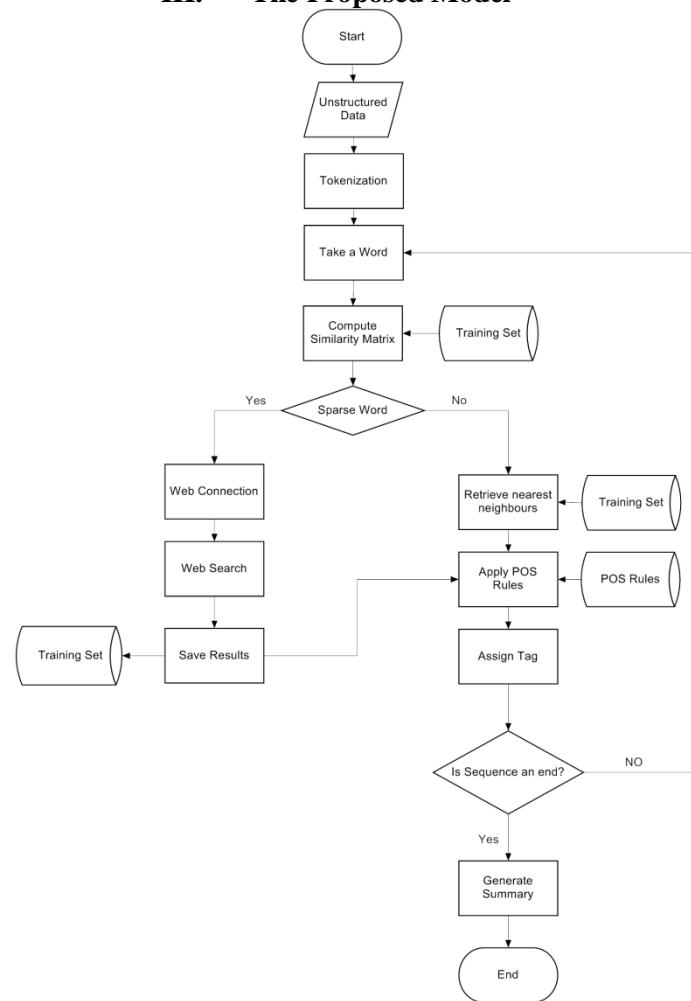 III. The Proposed Model
Start
Unstructured
Data
Tokenization
Take a Word
Compute
Similarity Matrix
Training Set
Sparse Word
Yes
No
Web Connection
Retrieve nearest
neighbours
Training Set
Web Search
Apply POS
Rules
POS Rules
Training Set
Save Results
Assign Tag
Is Sequence an end?
NO
Yes
Generate
Summary
End